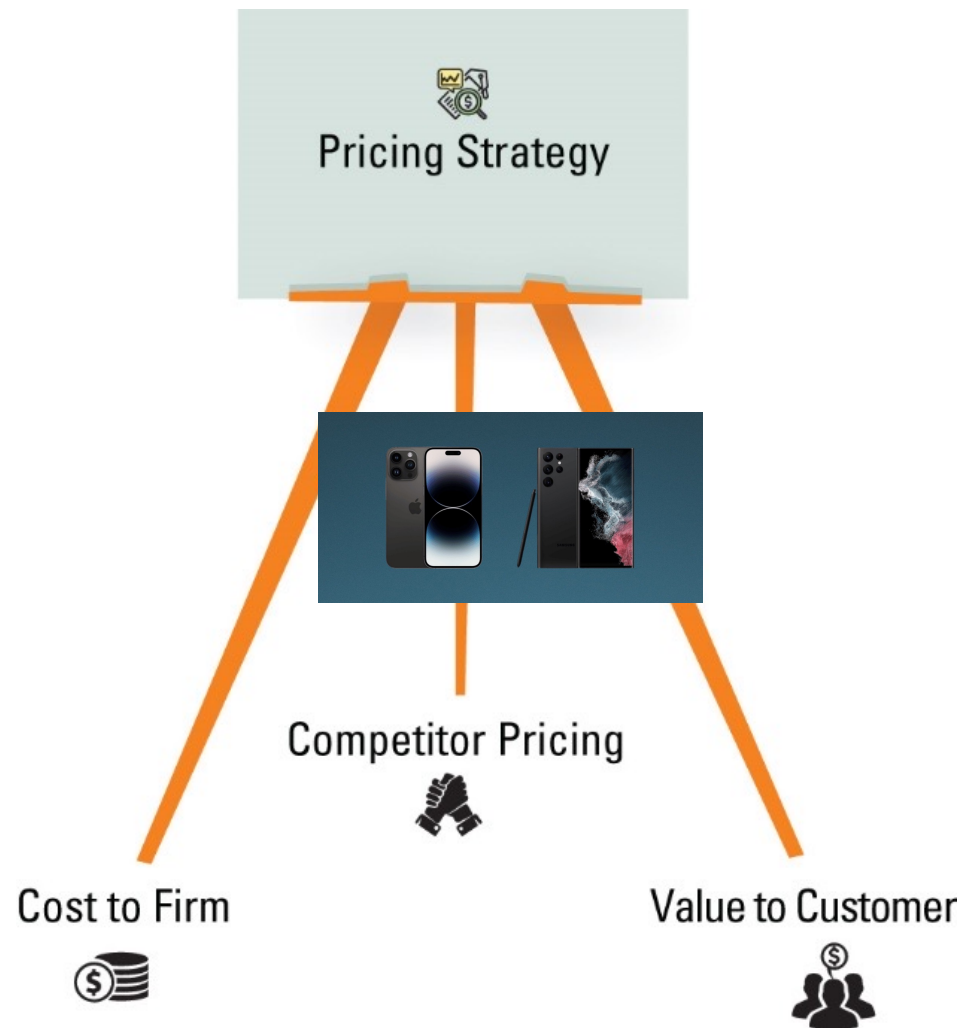 Pricing Strategy
Competitor Pricing
Cost to Firm
Value to Customer